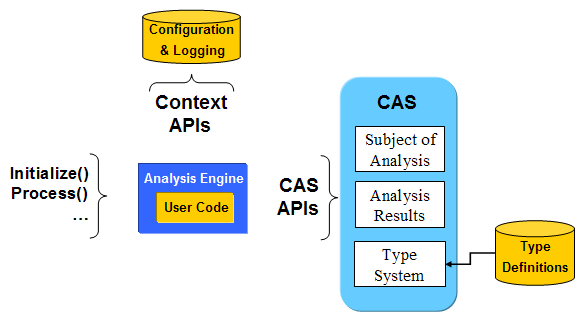 Configuration
& Logging
Context
APIs
Initialize()
Process()
...
Analysis Engine
User Code
CAS
APIs
CAS
Subject of
Analysis
Analysis
Results
Type
System
Type
Definitions